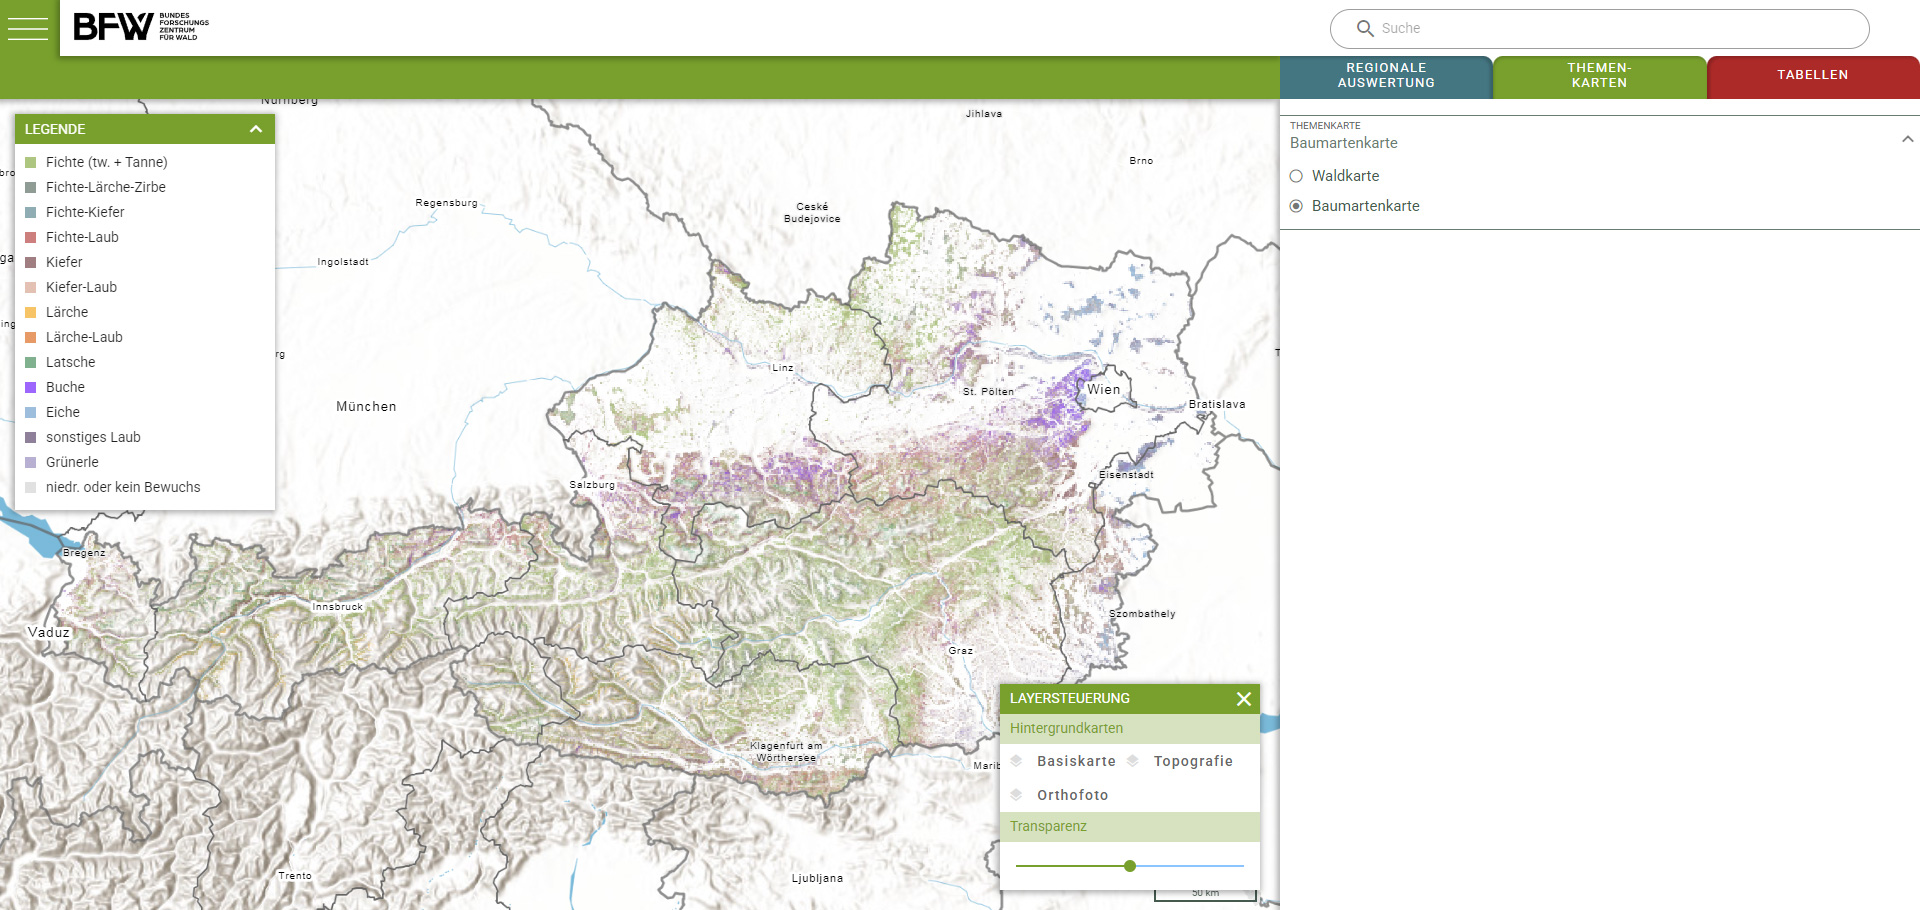 BFW
BUNDES
FORSCHUNGS
ZENTRUM
FÜR WALD
Suche
REGIONALE
AUSWERTUNG
THEMEN-
KARTEN
TABELLEN
LEGENDE
Fichte (tw. + Tanne)
Fichte-Lärche-Zirbe
Fichte-Kiefer
Fichte-Laub
Kiefer
Kiefer-Laub
Lärche
Lärche-Laub
Latsche
Buche
Eiche
sonstiges Laub
Grünerle
niedr. oder kein Bewuchs
THEMENKARTE
Baumartenkarte
Waldkarte
Baumartenkarte
Nürnberg
Jihlava
Brno
Regensburg
Ceské
Budejovice
Ingolstadt
Linz
München
St. Pölten
Wien
Bratislava
Salzburg
Eisenstadt
Bregenz
Innsbruck
Szombathely
Vaduz
Graz
Klagenfurt am
Wörthersee
Marib
Trento
Ljubljana
LAYERSTEUERUNG
Hintergrundkarten
Basiskarte
Topografie
Orthofoto
Transparenz
50 km